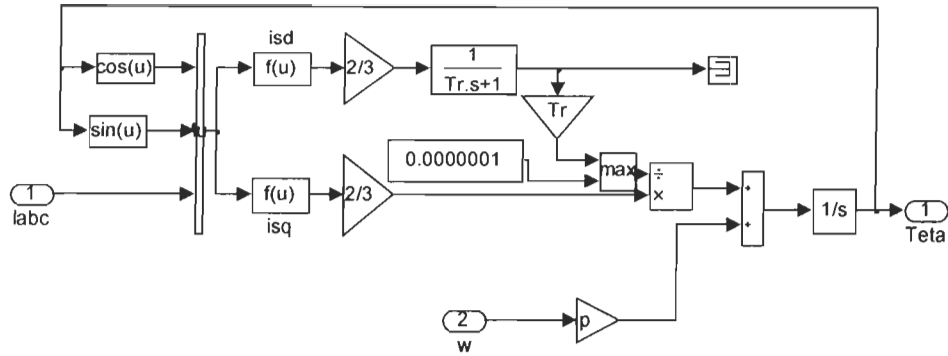 isd
cos(u)
f(u)
2/3
1
Tr.s+1
Tr
sin(u)
0.0000001
max
÷
×
1
Iabc
f(u)
isq
2/3
+
+
1/s
1
Teta
2
w
p